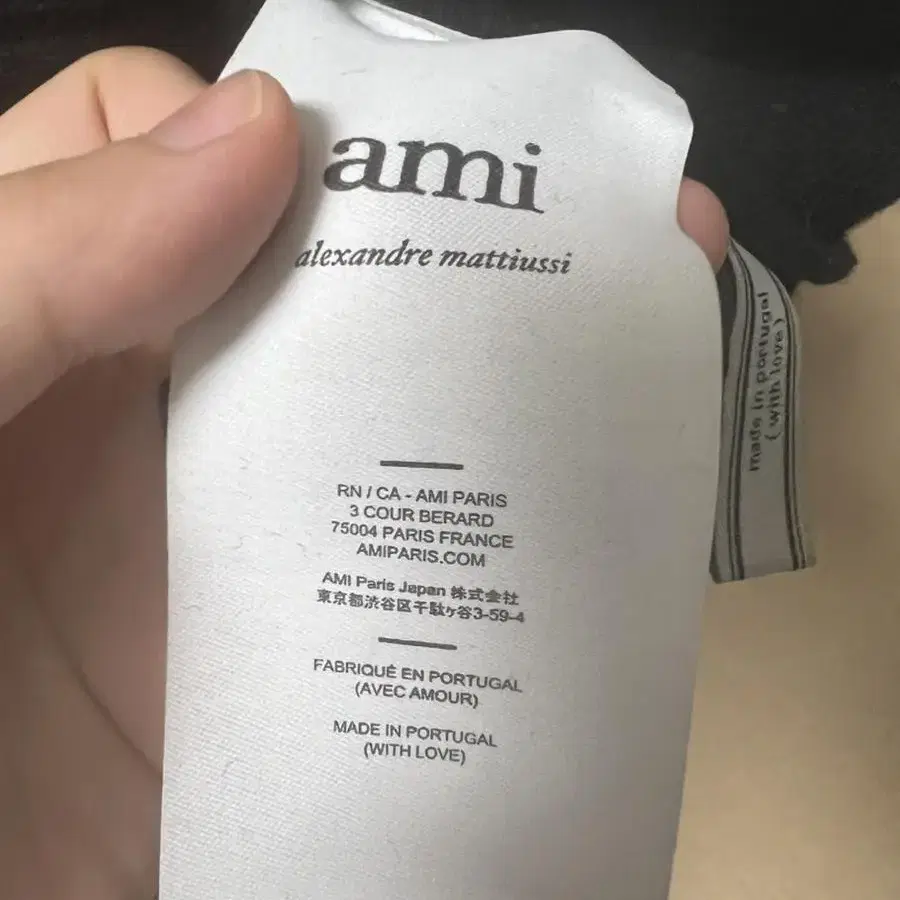 ami
alexandre mattiussi
RN / CA - AMI PARIS
3 COUR BERARD
75004 PARIS FRANCE
AMIPARIS.COM
AMI Paris Japan 株式会社
東京都渋谷区千駄ヶ谷3-59-4
FABRIQUÉ EN PORTUGAL
(AVEC AMOUR)
MADE IN PORTUGAL
(WITH LOVE)
made in portugal
(with love)